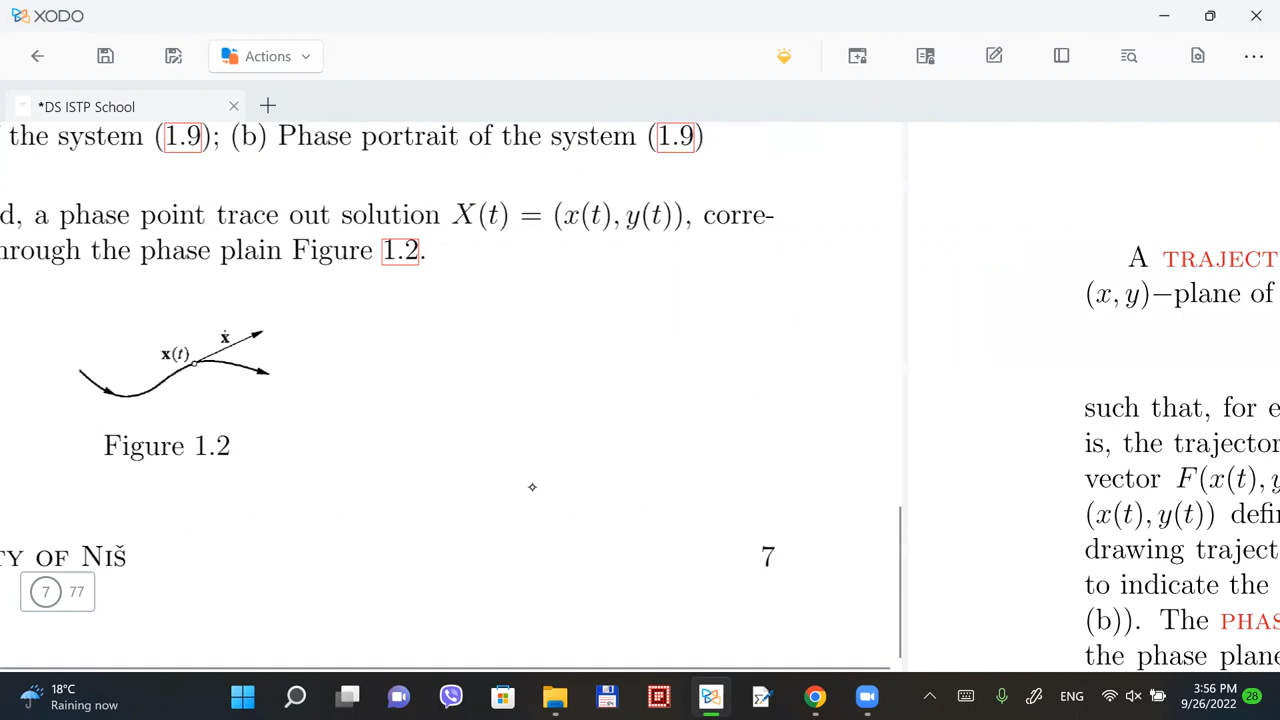 XODO
Actions
*DS ISTP School
the system (1.9); (b) Phase portrait of the system (1.9)
d, a phase point trace out solution X(t) = (x(t), y(t)), corre-
hrough the phase plain Figure 1.2.
ẋ
x(t)
Figure 1.2
TY OF NIŠ
7
7 77
A TRAJECT
(x, y)−plane of
such that, for e
is, the trajector
vector F(x(t), y
(x(t), y(t)) defin
drawing traject
to indicate the
(b)). The PHAS
the phase plane
18°C
Raining now
ENG
3:56 PM
9/26/2022
28